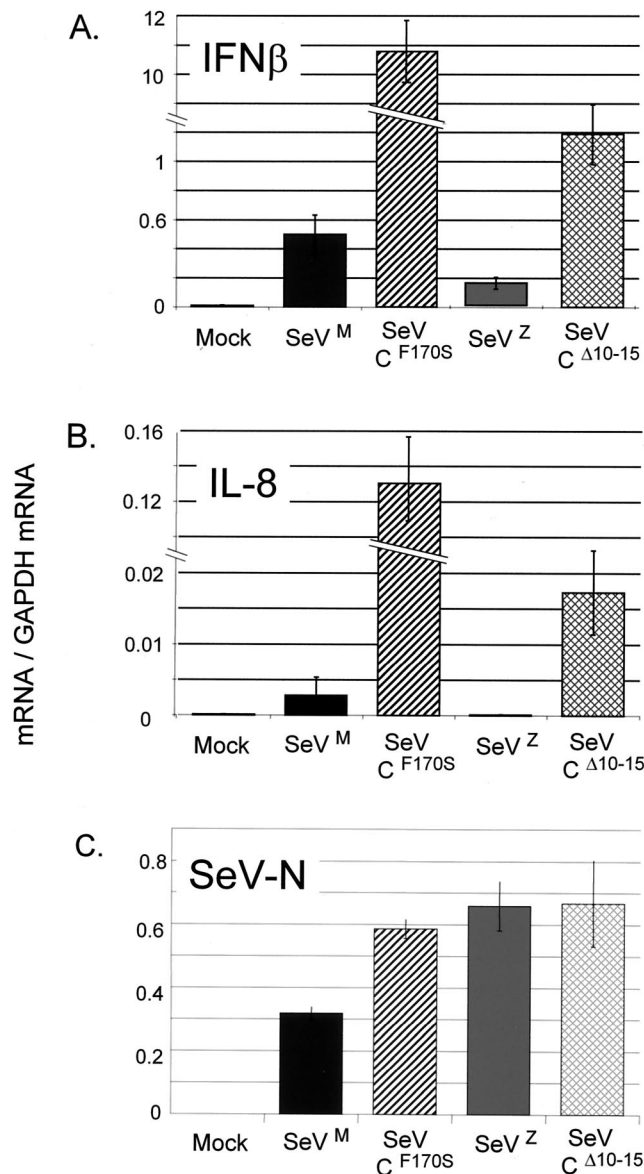 A.
IFNβ
12
10
1
0.6
0
Mock
SeV M
SeV
C F170S
SeV Z
SeV
C Δ10-15
B.
IL-8
0.16
0.12
0.02
0.01
0
Mock
SeV M
SeV
C F170S
SeV Z
SeV
C Δ10-15
mRNA / GAPDH mRNA
C.
SeV-N
0.8
0.6
0.4
0.2
0
Mock
SeV M
SeV
C F170S
SeV Z
SeV
C Δ10-15